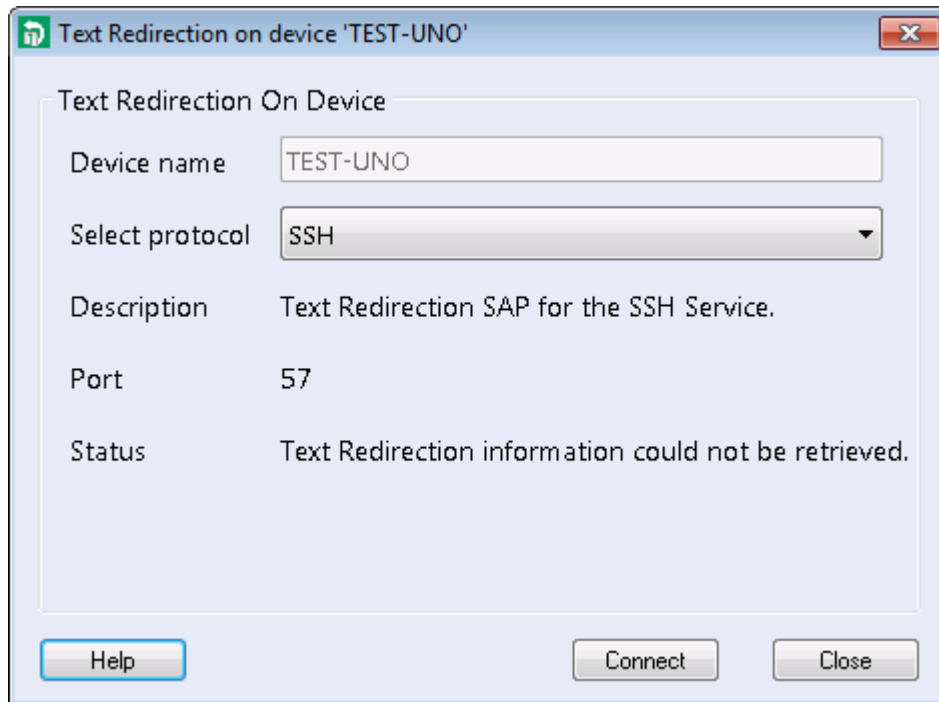 Text Redirection on device 'TEST-UNO'
Text Redirection On Device
Device name TEST-UNO
Select protocol SSH
Description Text Redirection SAP for the SSH Service.
Port 57
Status Text Redirection information could not be retrieved.
Help Connect Close